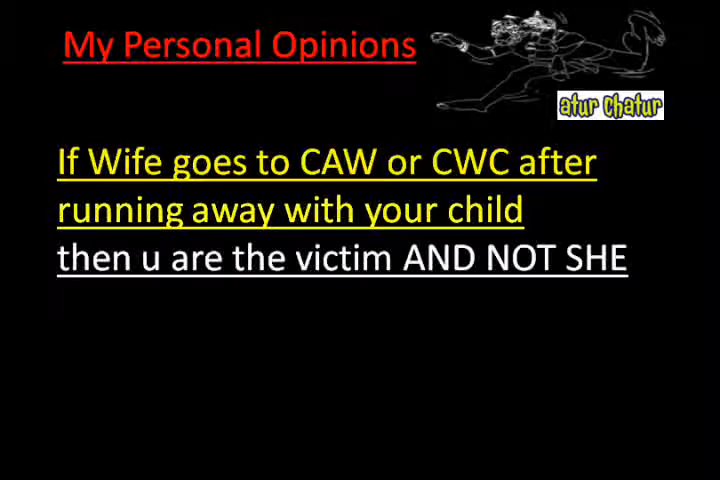 My Personal Opinions
atur chatur
If Wife goes to CAW or CWC after
running away with your child
then u are the victim AND NOT SHE